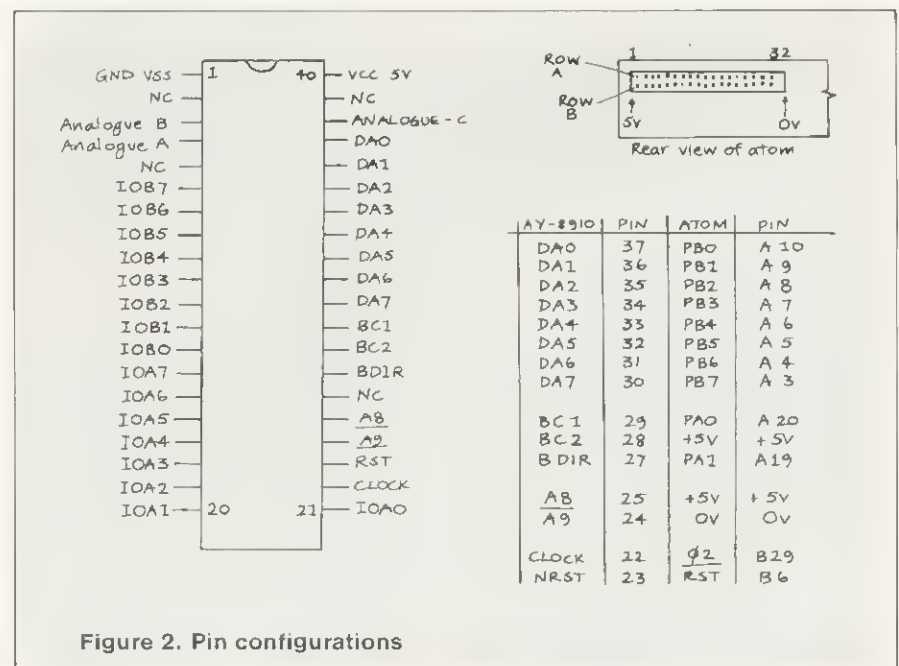 GND VSS 1 40 VCC 5V
NC NC
Analogue B ANALOGUE-C
Analogue A DA0
NC DA1
IOB7 DA2
IOB6 DA3
IOB5 DA4
IOB4 DA5
IOB3 DA6
IOB2 DA7
IOB1 BC1
IOB0 BC2
IOA7 BDIR
IOA6 NC
IOA5 A8
IOA4 A9
IOA3 RST
IOA2 CLOCK
IOA1 20 21 IOA0
1 32
ROW A
ROW B
5V 0V
Rear view of atom
AY-8910 PIN ATOM PIN
DA0 37 PB0 A 10
DA1 36 PB1 A 9
DA2 35 PB2 A 8
DA3 34 PB3 A 7
DA4 33 PB4 A 6
DA5 32 PB5 A 5
DA6 31 PB6 A 4
DA7 30 PB7 A 3
BC1 29 PA0 A 20
BC2 28 +5V +5V
BDIR 27 PA1 A19
A8 25 +5V +5V
A9 24 0V 0V
CLOCK 22 φ2 B29
NRST 23 RST B6
Figure 2. Pin configurations